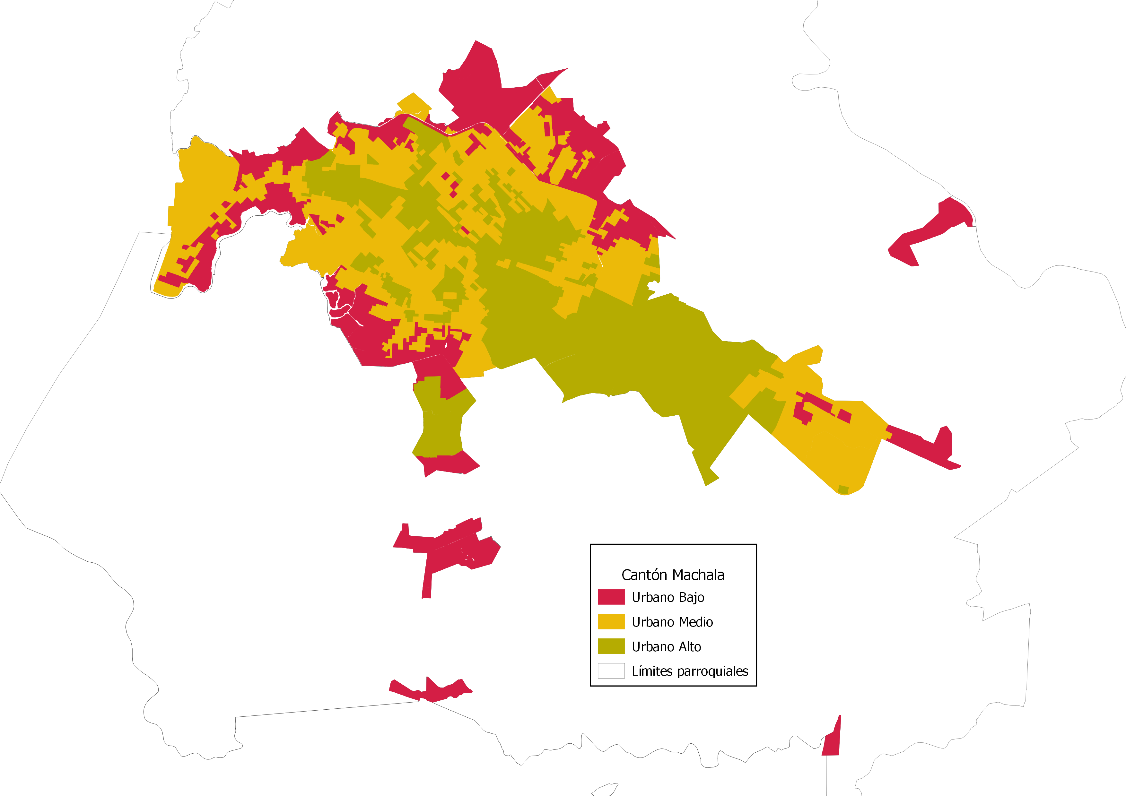 Cantón Machala
Urbano Bajo
Urbano Medio
Urbano Alto
Límites parroquiales